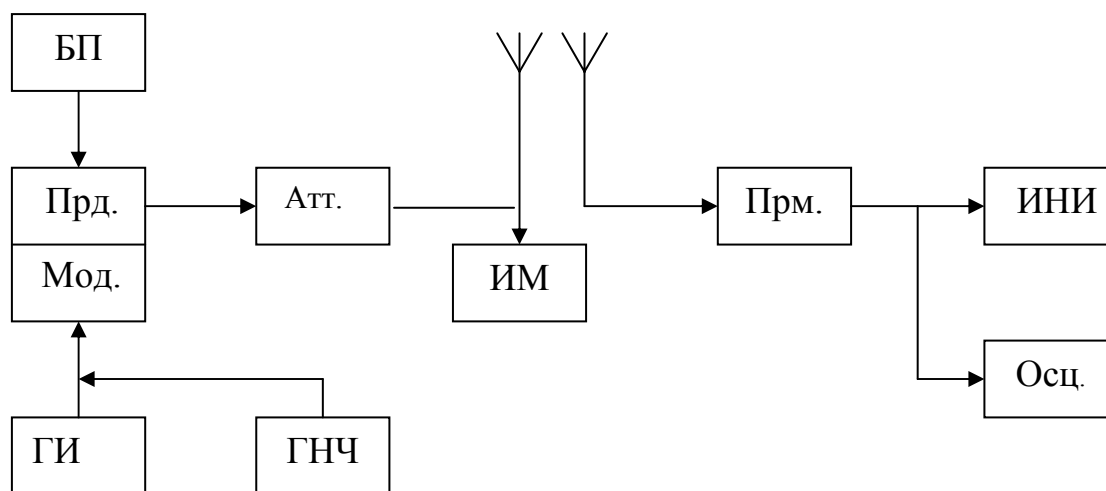 БП
Прд.
Атт.
Прм.
ИНИ
Мод.
ИМ
Осц.
ГИ
ГНЧ